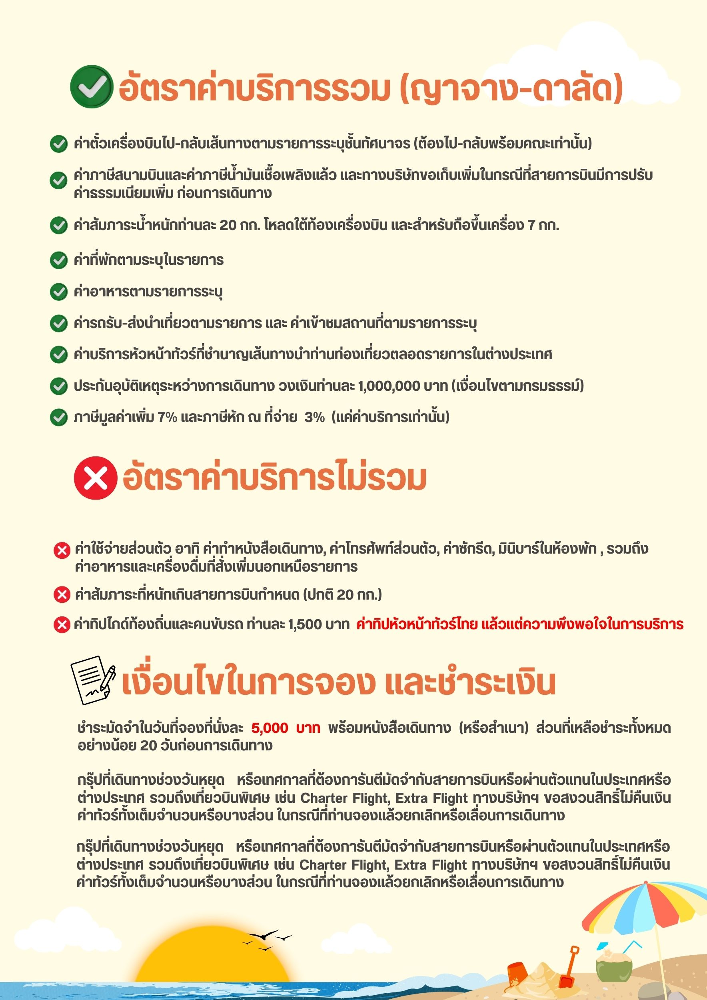 อัตราค่าบริการรวม (ญาจาง-ดาลัด)
ค่าตั๋วเครื่องบินไป-กลับเส้นทางตามรายการระบุชั้นทัศนาจร (ต้องไป-กลับพร้อมคณะเท่านั้น)
ค่าภาษีสนามบินและค่าภาษีน้ำมันเชื้อเพลิงแล้ว และทางบริษัทขอเก็บเพิ่มในกรณีที่สายการบินมีการปรับ
ค่าธรรมเนียมเพิ่ม ก่อนการเดินทาง
ค่าสัมภาระน้ำหนักท่านละ 20 กก. โหลดใต้ท้องเครื่องบิน และสำหรับถือขึ้นเครื่อง 7 กก.
ค่าที่พักตามระบุในรายการ
ค่าอาหารตามรายการระบุ
ค่ารถรับ-ส่งนำเที่ยวตามรายการ และ ค่าเข้าชมสถานที่ตามรายการระบุ
ค่าบริการหัวหน้าทัวร์ที่ชำนาญเส้นทางนำท่านท่องเที่ยวตลอดรายการในต่างประเทศ
ประกันอุบัติเหตุระหว่างการเดินทาง วงเงินท่านละ 1,000,000 บาท (เงื่อนไขตามกรมธรรม์)
ภาษีมูลค่าเพิ่ม 7% และภาษีหัก ณ ที่จ่าย 3% (แค่ค่าบริการเท่านั้น)
อัตราค่าบริการไม่รวม
ค่าใช้จ่ายส่วนตัว อาทิ ค่าทำหนังสือเดินทาง, ค่าโทรศัพท์ส่วนตัว, ค่าซักรีด, มินิบาร์ในห้องพัก , รวมถึง
ค่าอาหารและเครื่องดื่มที่สั่งเพิ่มนอกเหนือรายการ
ค่าสัมภาระที่หนักเกินสายการบินกำหนด (ปกติ 20 กก.)
ค่าทิปไกด์ท้องถิ่นและคนขับรถ ท่านละ 1,500 บาท ค่าทิปหัวหน้าทัวร์ไทย แล้วแต่ความพึงพอใจในการบริการ
เงื่อนไขในการจอง และชำระเงิน
ชำระมัดจำในวันที่จองที่นั่งละ 5,000 บาท พร้อมหนังสือเดินทาง (หรือสำเนา) ส่วนที่เหลือชำระทั้งหมด
อย่างน้อย 20 วันก่อนการเดินทาง
กรุ๊ปที่เดินทางช่วงวันหยุด หรือเทศกาลที่ต้องการันตีมัดจำกับสายการบินหรือผ่านตัวแทนในประเทศหรือ
ต่างประเทศ รวมถึงเที่ยวบินพิเศษ เช่น Charter Flight, Extra Flight ทางบริษัทฯ ขอสงวนสิทธิ์ไม่คืนเงิน
ค่าทัวร์ทั้งเต็มจำนวนหรือบางส่วน ในกรณีที่ท่านจองแล้วยกเลิกหรือเลื่อนการเดินทาง
กรุ๊ปที่เดินทางช่วงวันหยุด หรือเทศกาลที่ต้องการันตีมัดจำกับสายการบินหรือผ่านตัวแทนในประเทศหรือ
ต่างประเทศ รวมถึงเที่ยวบินพิเศษ เช่น Charter Flight, Extra Flight ทางบริษัทฯ ขอสงวนสิทธิ์ไม่คืนเงิน
ค่าทัวร์ทั้งเต็มจำนวนหรือบางส่วน ในกรณีที่ท่านจองแล้วยกเลิกหรือเลื่อนการเดินทาง